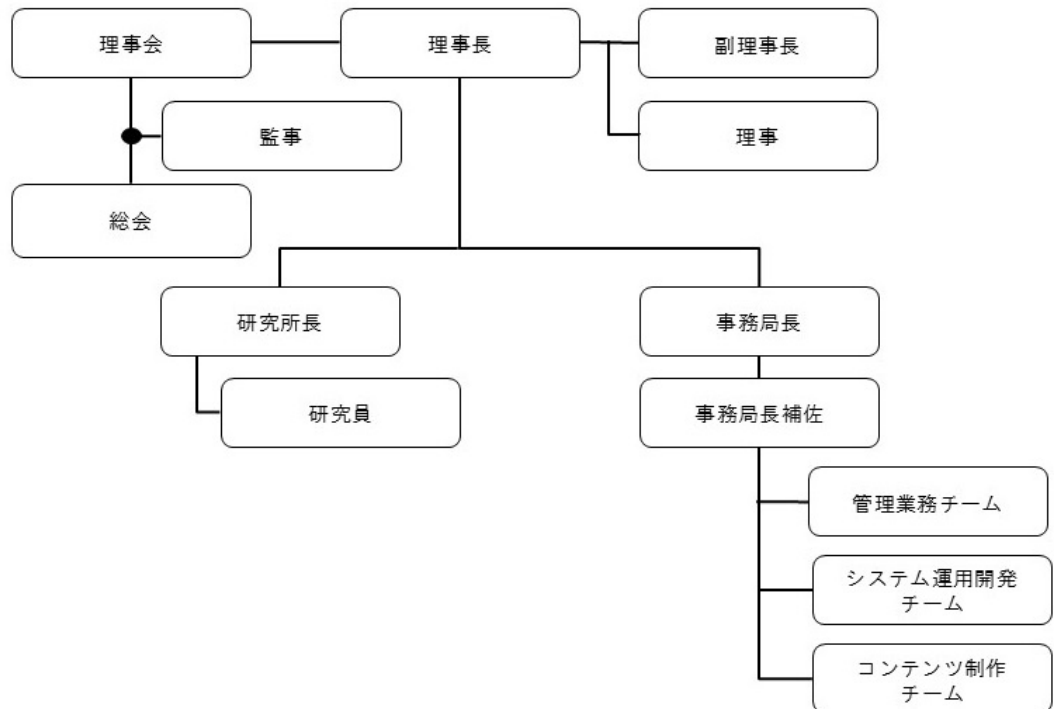 理事会
理事長
副理事長
監事
理事
総会
研究所長
事務局長
研究員
事務局長補佐
管理業務チーム
システム運用開発
チーム
コンテンツ制作
チーム